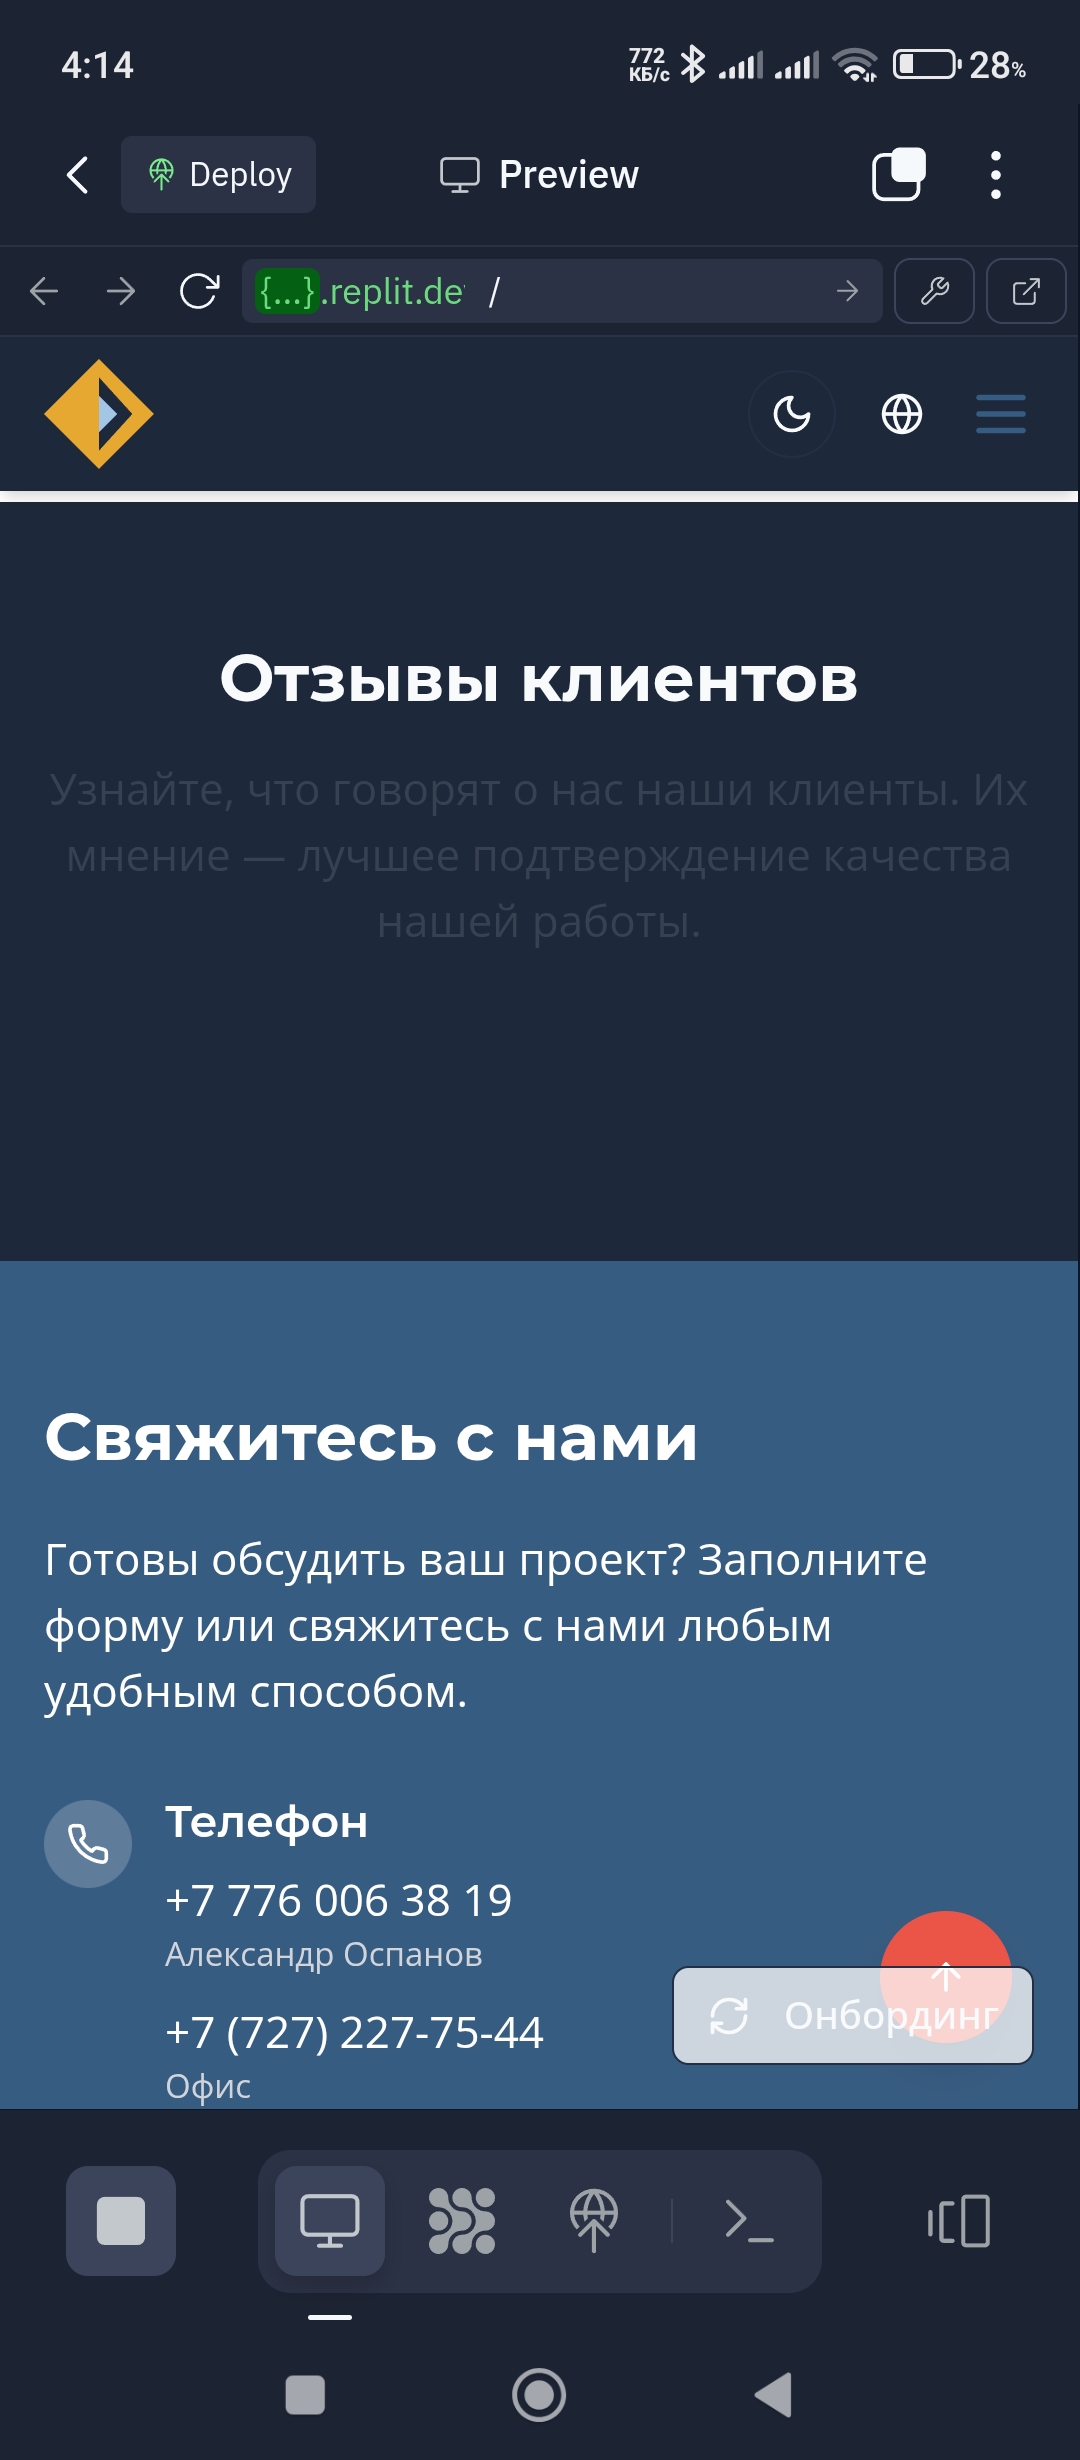 4:14
772
КБ/с
28%
Deploy
Preview
{...}.replit.de
/
Отзывы клиентов
Узнайте, что говорят о нас наши клиенты. Их
мнение — лучшее подтверждение качества
нашей работы.
Свяжитесь с нами
Готовы обсудить ваш проект? Заполните
форму или свяжитесь с нами любым
удобным способом.
Телефон
+7 776 006 38 19
Александр Оспанов
+7 (727) 227-75-44
Офис
Онбординг